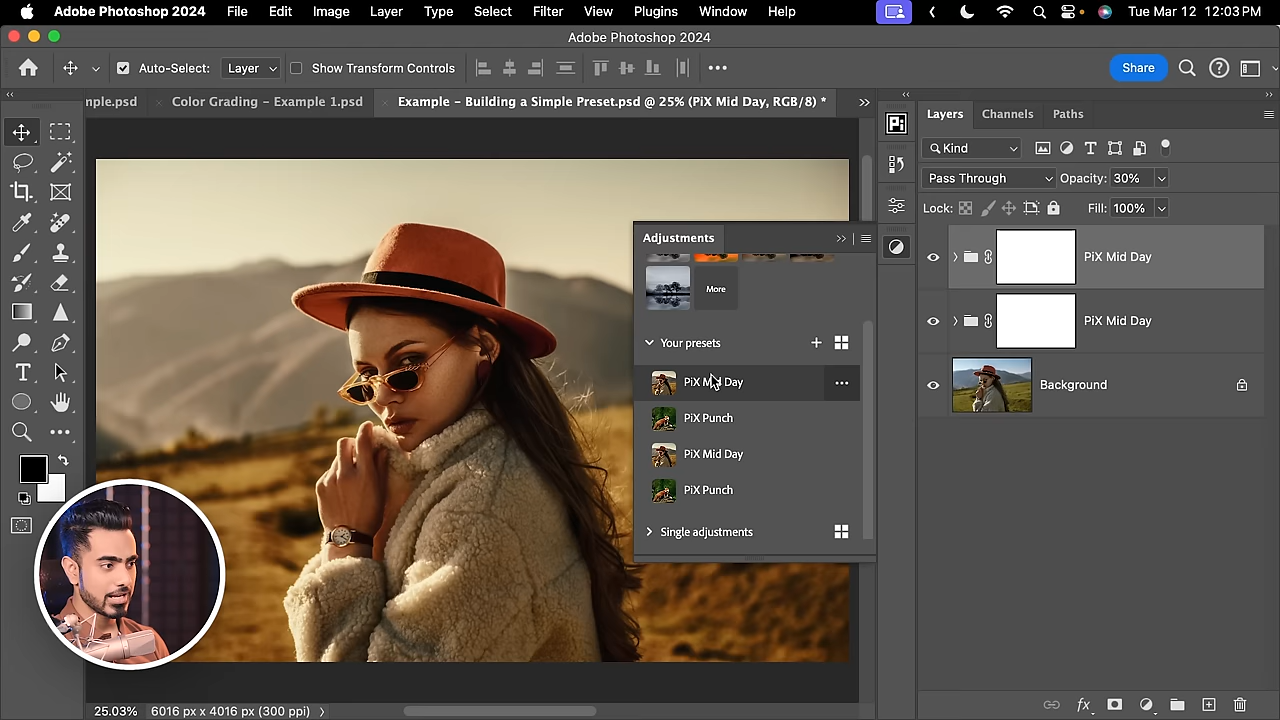 Adobe Photoshop 2024 File Edit Image Layer Type Select Filter View Plugins Window Help Tue Mar 12 12:03 PM
Adobe Photoshop 2024
Auto-Select: Layer Show Transform Controls Share
mple.psd Color Grading – Example 1.psd Example – Building a Simple Preset.psd @ 25% (PiX Mid Day, RGB/8) *
Pi
Layers Channels Paths
Kind
Pass Through Opacity: 30%
Lock: Fill: 100%
PiX Mid Day
PiX Mid Day
Background
Adjustments
More
Your presets
PiX Mid Day
PiX Punch
PiX Mid Day
PiX Punch
Single adjustments
25.03% 6016 px x 4016 px (300 ppi)
fx